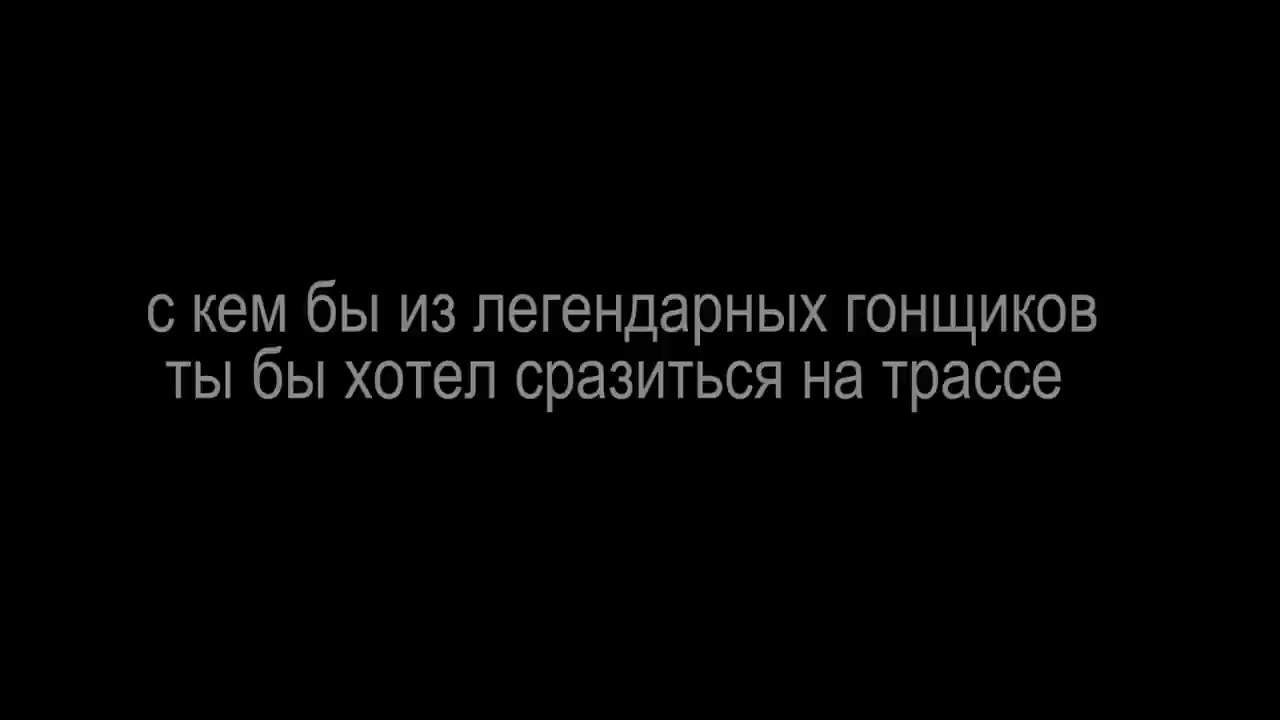 с кем бы из легендарных гонщиков
ты бы хотел сразиться на трассе